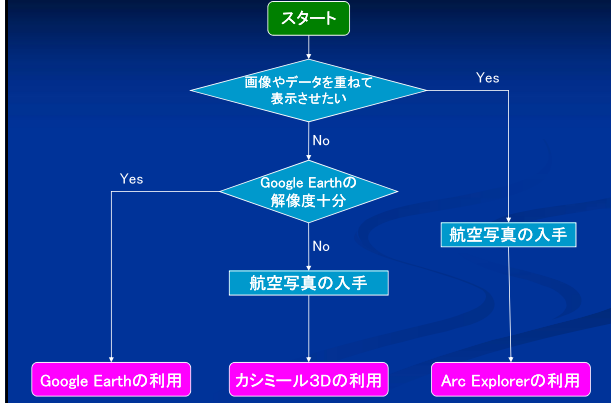 スタート
画像やデータを重ねて
表示させたい
Yes
No
Google Earthの
解像度十分
Yes
No
航空写真の入手
航空写真の入手
Google Earthの利用
カシミール3Dの利用
Arc Explorerの利用